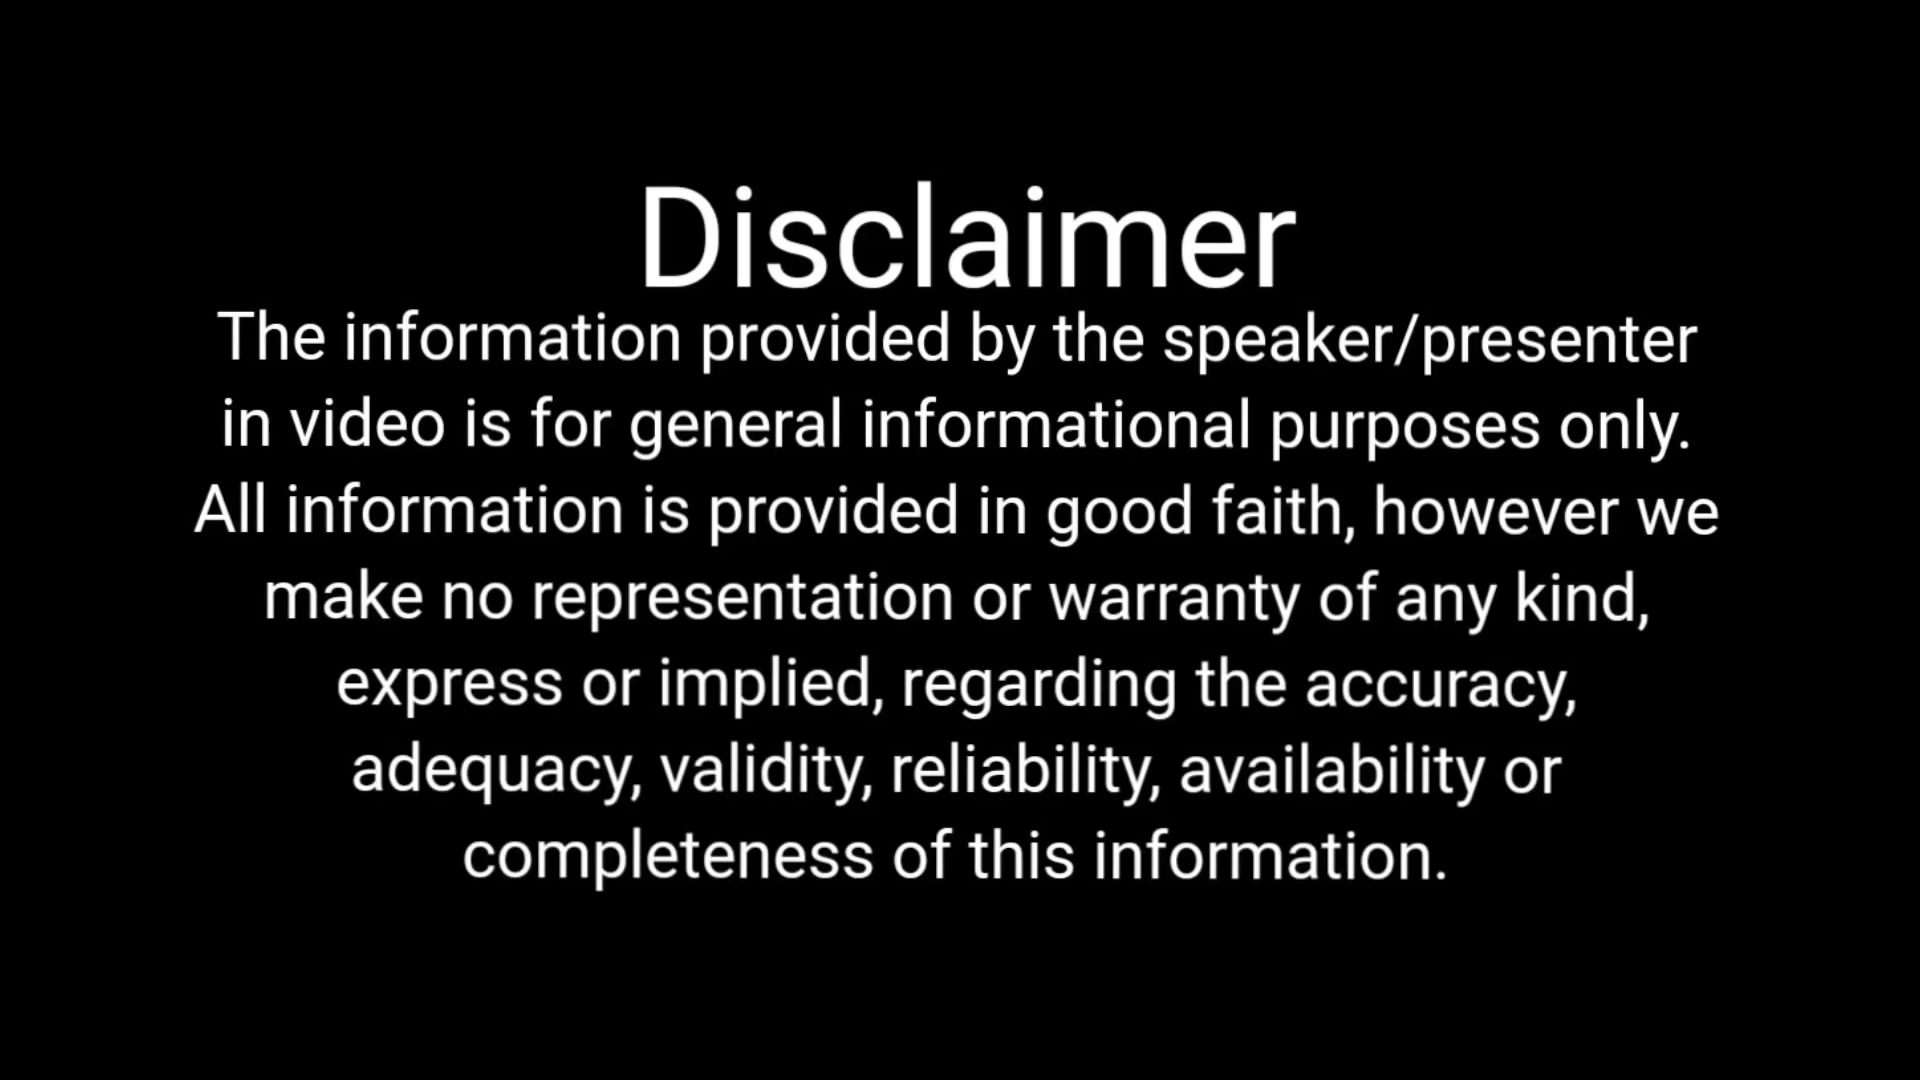 Disclaimer
The information provided by the speaker/presenter
in video is for general informational purposes only.
All information is provided in good faith, however we
make no representation or warranty of any kind,
express or implied, regarding the accuracy,
adequacy, validity, reliability, availability or
completeness of this information.